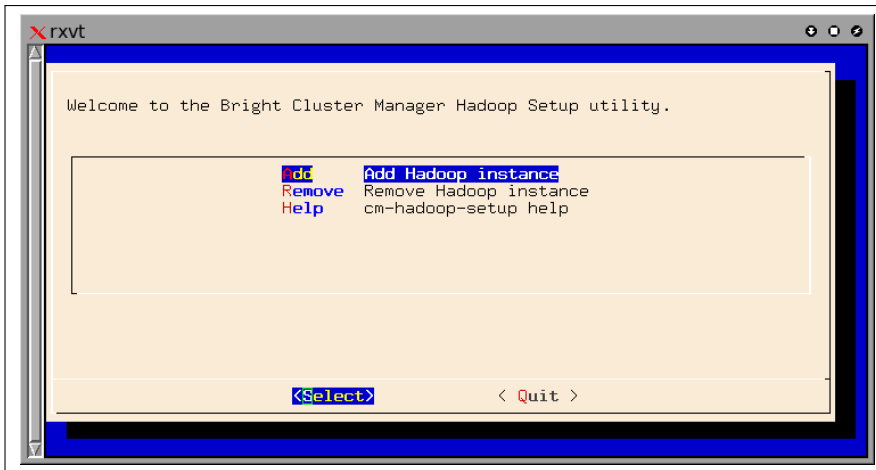 rxvt
Welcome to the Bright Cluster Manager Hadoop Setup utility.
Add Add Hadoop instance
Remove Remove Hadoop instance
Help cm-hadoop-setup help
<Select> < Quit >